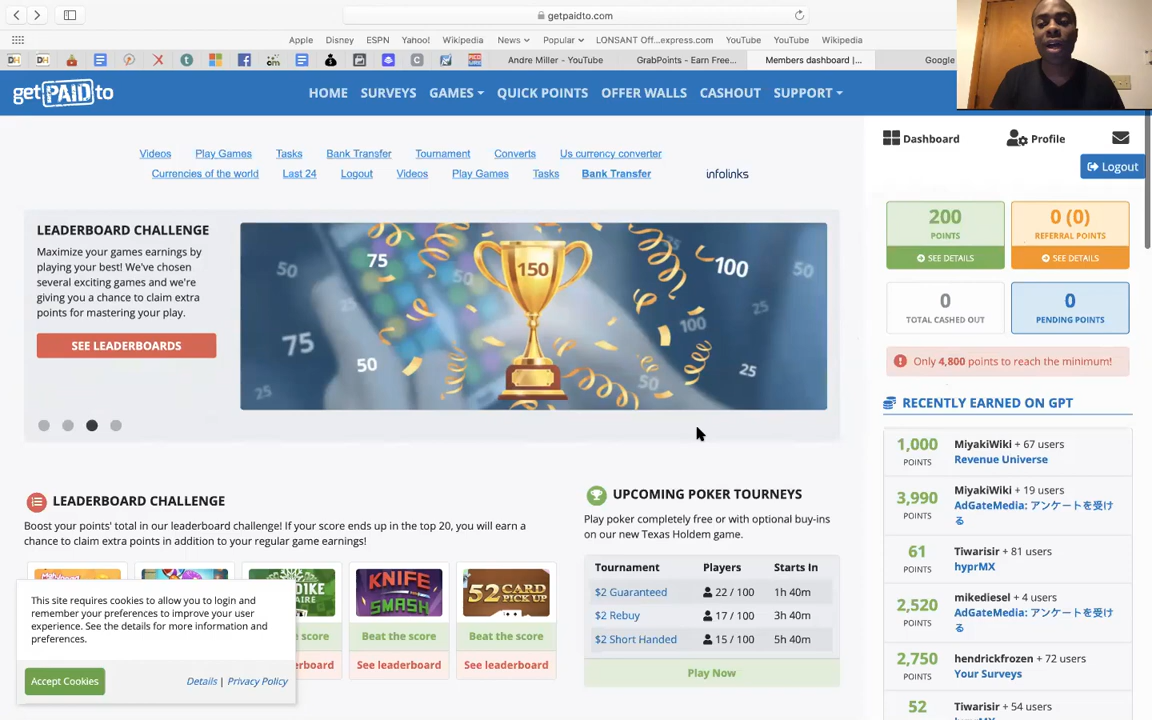 getpaidto.com
Apple Disney ESPN Yahoo! Wikipedia News Popular LONSANT Off...express.com YouTube YouTube Wikipedia
Andre Miller - YouTube GrabPoints - Earn Free... Members dashboard |... Google
getPAIDto
HOME SURVEYS GAMES QUICK POINTS OFFER WALLS CASHOUT SUPPORT
Dashboard Profile
Logout
Videos Play Games Tasks Bank Transfer Tournament Converts Us currency converter
Currencies of the world Last 24 Logout Videos Play Games Tasks Bank Transfer
infolinks
LEADERBOARD CHALLENGE
Maximize your games earnings by
playing your best! We've chosen
several exciting games and we're
giving you a chance to claim extra
points for mastering your play.
SEE LEADERBOARDS
50 75 50 100 50
150
25 100
75 50 50 25
25
200
POINTS
SEE DETAILS
0 (0)
REFERRAL POINTS
SEE DETAILS
0
TOTAL CASHED OUT
0
PENDING POINTS
Only 4,800 points to reach the minimum!
RECENTLY EARNED ON GPT
1,000 POINTS
MiyakiWiki + 67 users
Revenue Universe
3,990 POINTS
MiyakiWiki + 19 users
AdGateMedia: アンケートを受け
る
61 POINTS
Tiwarisir + 81 users
hyprMX
2,520 POINTS
mikediesel + 4 users
AdGateMedia: アンケートを受け
る
2,750 POINTS
hendrickfrozen + 72 users
Your Surveys
52
Tiwarisir + 54 users
LEADERBOARD CHALLENGE
Boost your points' total in our leaderboard challenge! If your score ends up in the top 20, you will earn a
chance to claim extra points in addition to your regular game earnings!
KNIFE
SMASH
52 CARD
PICK UP
Beat the score Beat the score
See leaderboard See leaderboard
UPCOMING POKER TOURNEYS
Play poker completely free or with optional buy-ins
on our new Texas Holdem game.
Tournament Players Starts In
$2 Guaranteed 22 / 100 1h 40m
$2 Rebuy 17 / 100 3h 40m
$2 Short Handed 15 / 100 5h 40m
Play Now
This site requires cookies to allow you to login and
remember your preferences to improve your user
experience. See the details for more information and
preferences.
Accept Cookies
Details | Privacy Policy